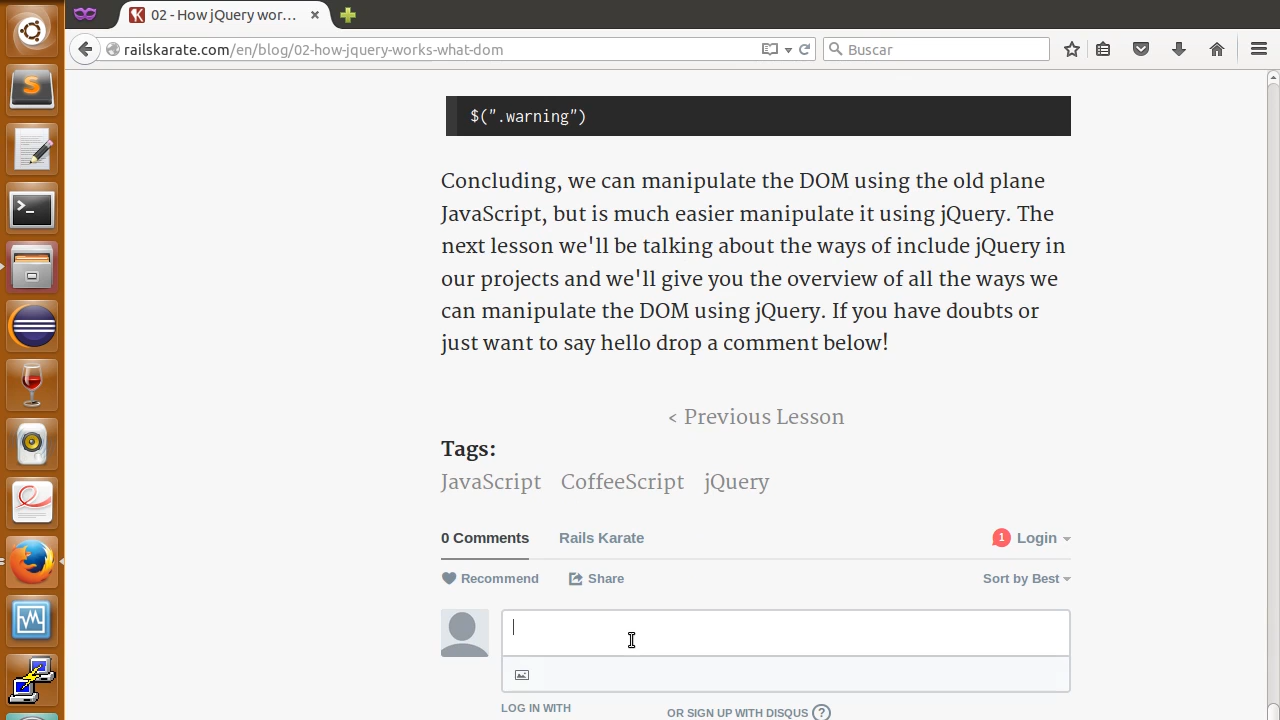 02 - How jQuery wor...
railskarate.com/en/blog/02-how-jquery-works-what-dom
Buscar
$(".warning")
Concluding, we can manipulate the DOM using the old plane
JavaScript, but is much easier manipulate it using jQuery. The
next lesson we'll be talking about the ways of include jQuery in
our projects and we'll give you the overview of all the ways we
can manipulate the DOM using jQuery. If you have doubts or
just want to say hello drop a comment below!
< Previous Lesson
Tags:
JavaScript CoffeeScript jQuery
0 Comments Rails Karate 1 Login
Recommend Share Sort by Best
LOG IN WITH
OR SIGN UP WITH DISQUS ?